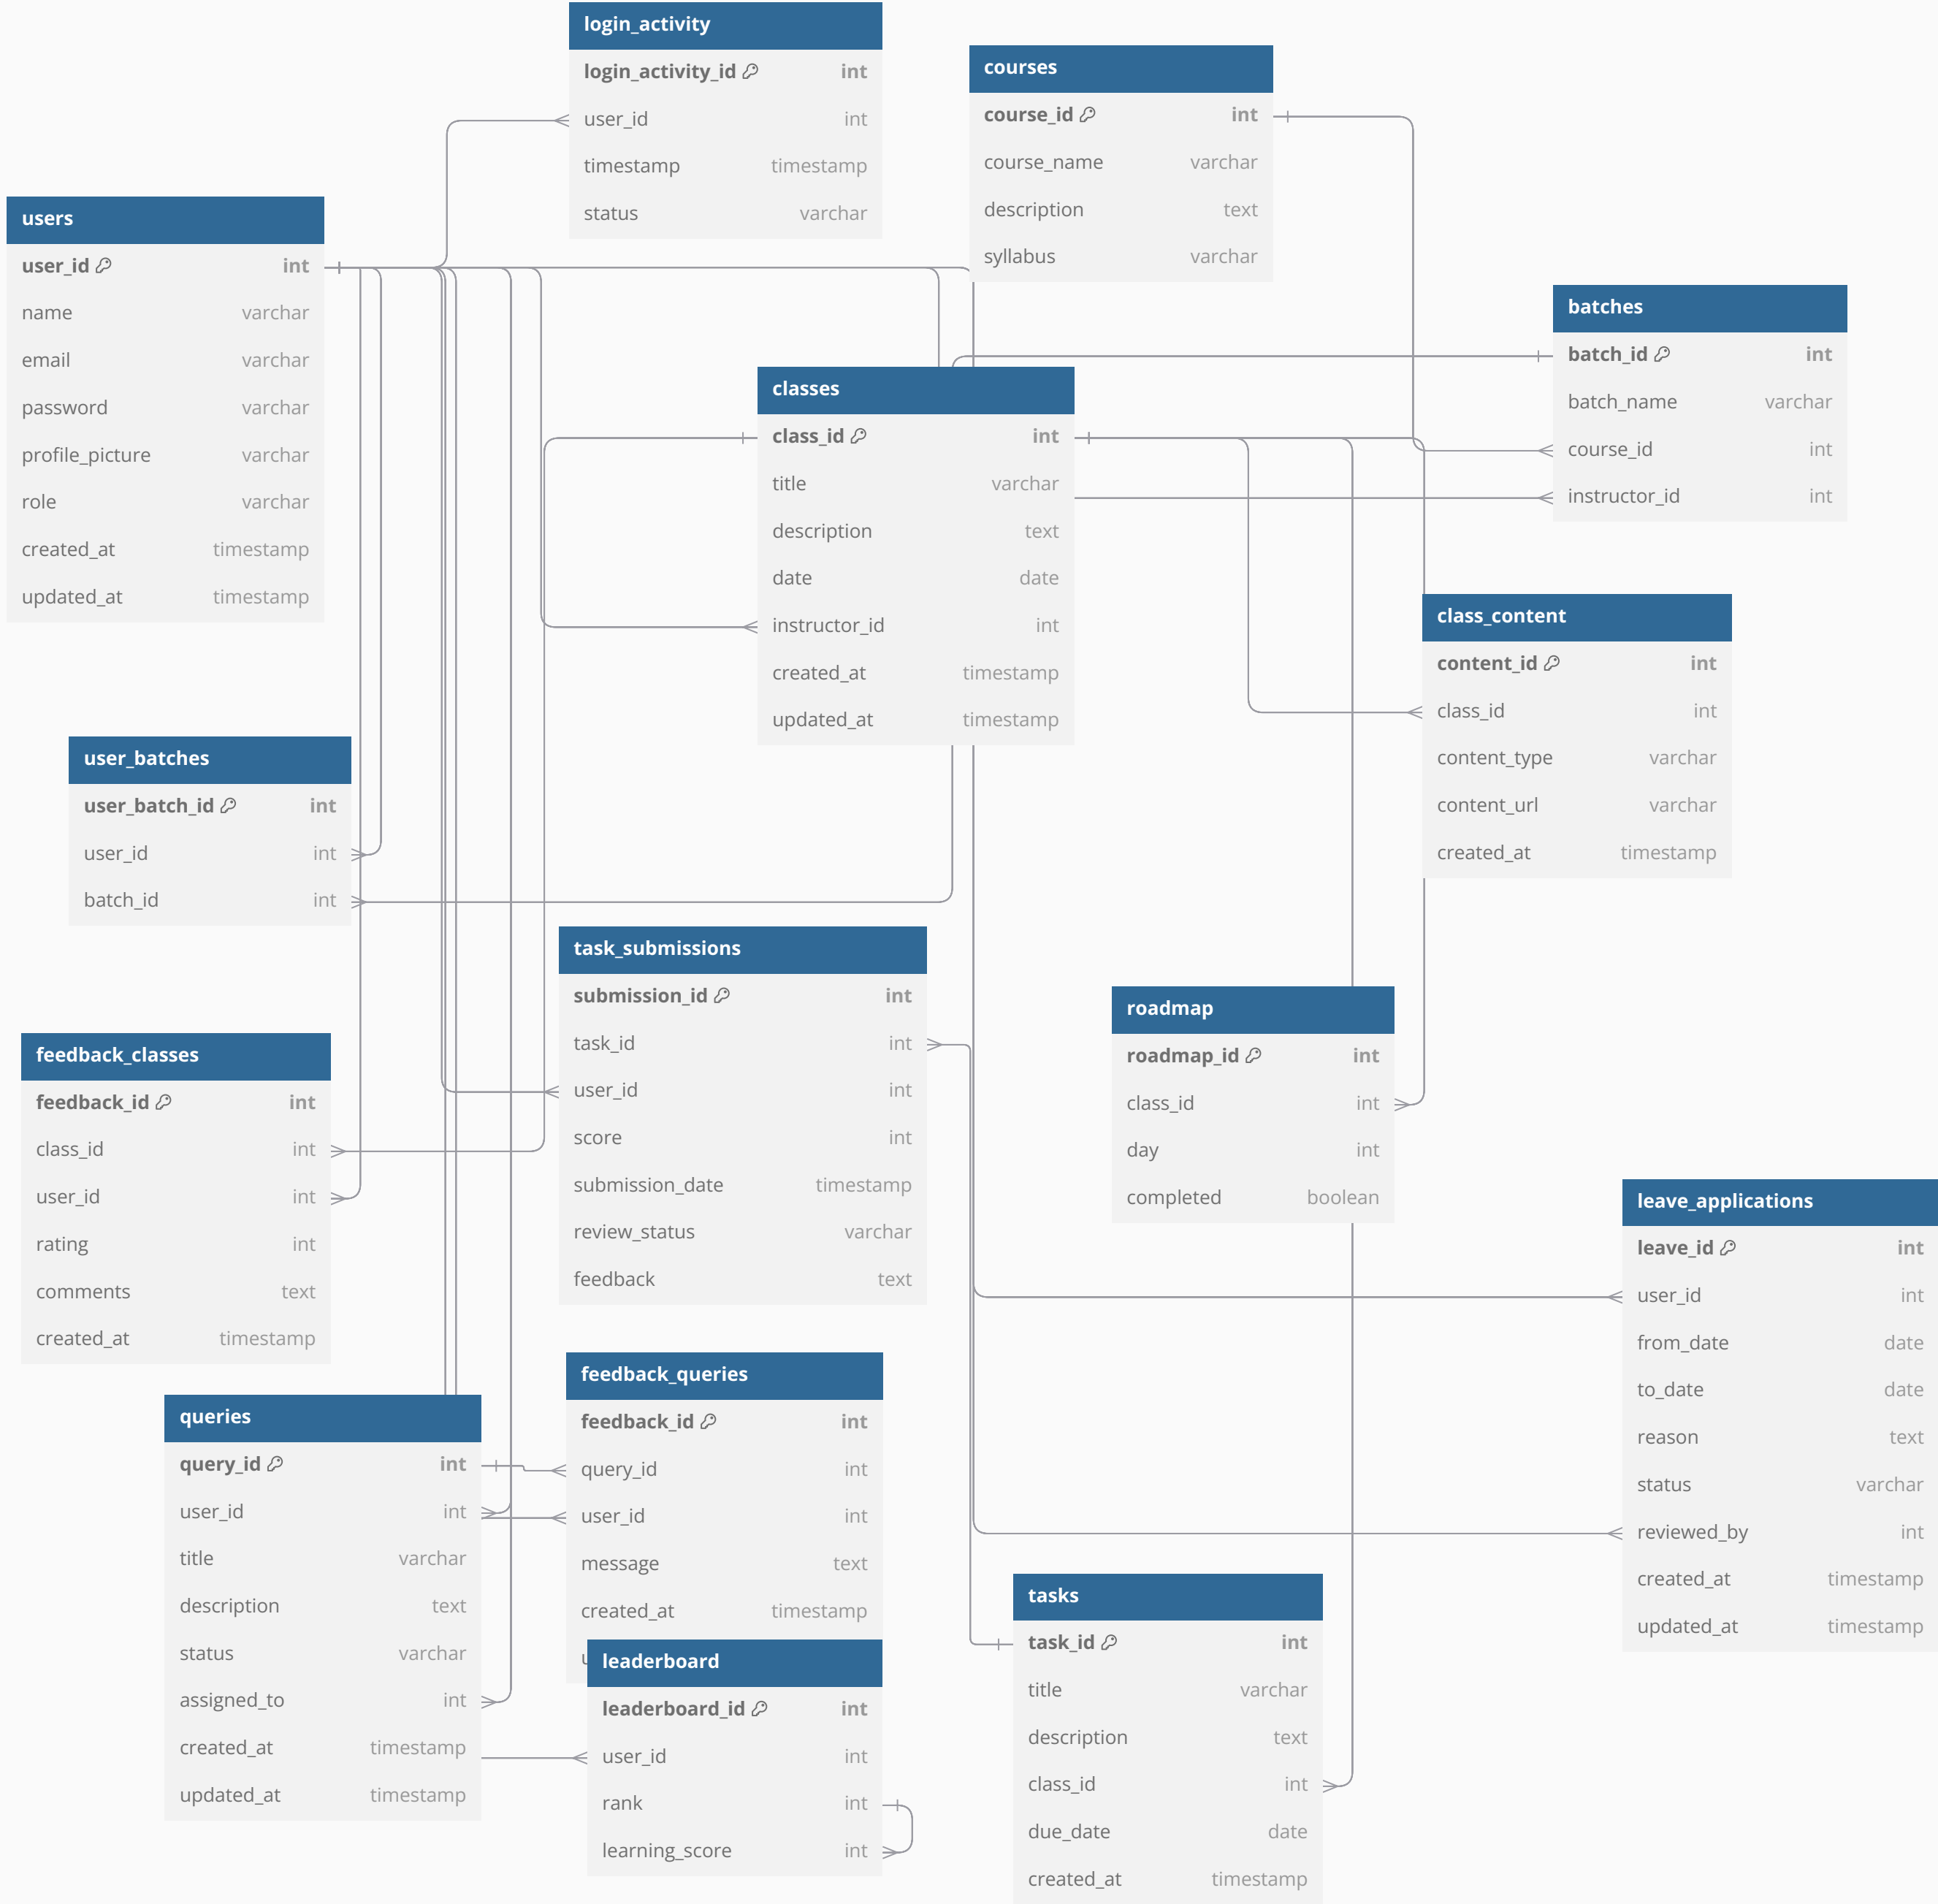 login_activity
login_activity_id int
user_id int
timestamp timestamp
status varchar
courses
course_id int
course_name varchar
description text
syllabus varchar
users
user_id int
name varchar
email varchar
password varchar
profile_picture varchar
role varchar
created_at timestamp
updated_at timestamp
batches
batch_id int
batch_name varchar
course_id int
instructor_id int
classes
class_id int
title varchar
description text
date date
instructor_id int
created_at timestamp
updated_at timestamp
class_content
content_id int
class_id int
content_type varchar
content_url varchar
created_at timestamp
user_batches
user_batch_id int
user_id int
batch_id int
task_submissions
submission_id int
task_id int
user_id int
score int
submission_date timestamp
review_status varchar
feedback text
roadmap
roadmap_id int
class_id int
day int
completed boolean
feedback_classes
feedback_id int
class_id int
user_id int
rating int
comments text
created_at timestamp
leave_applications
leave_id int
user_id int
from_date date
to_date date
reason text
status varchar
reviewed_by int
created_at timestamp
updated_at timestamp
feedback_queries
feedback_id int
query_id int
user_id int
message text
created_at timestamp
queries
query_id int
user_id int
title varchar
description text
status varchar
assigned_to int
created_at timestamp
updated_at timestamp
leaderboard
leaderboard_id int
user_id int
rank int
learning_score int
tasks
task_id int
title varchar
description text
class_id int
due_date date
created_at timestamp